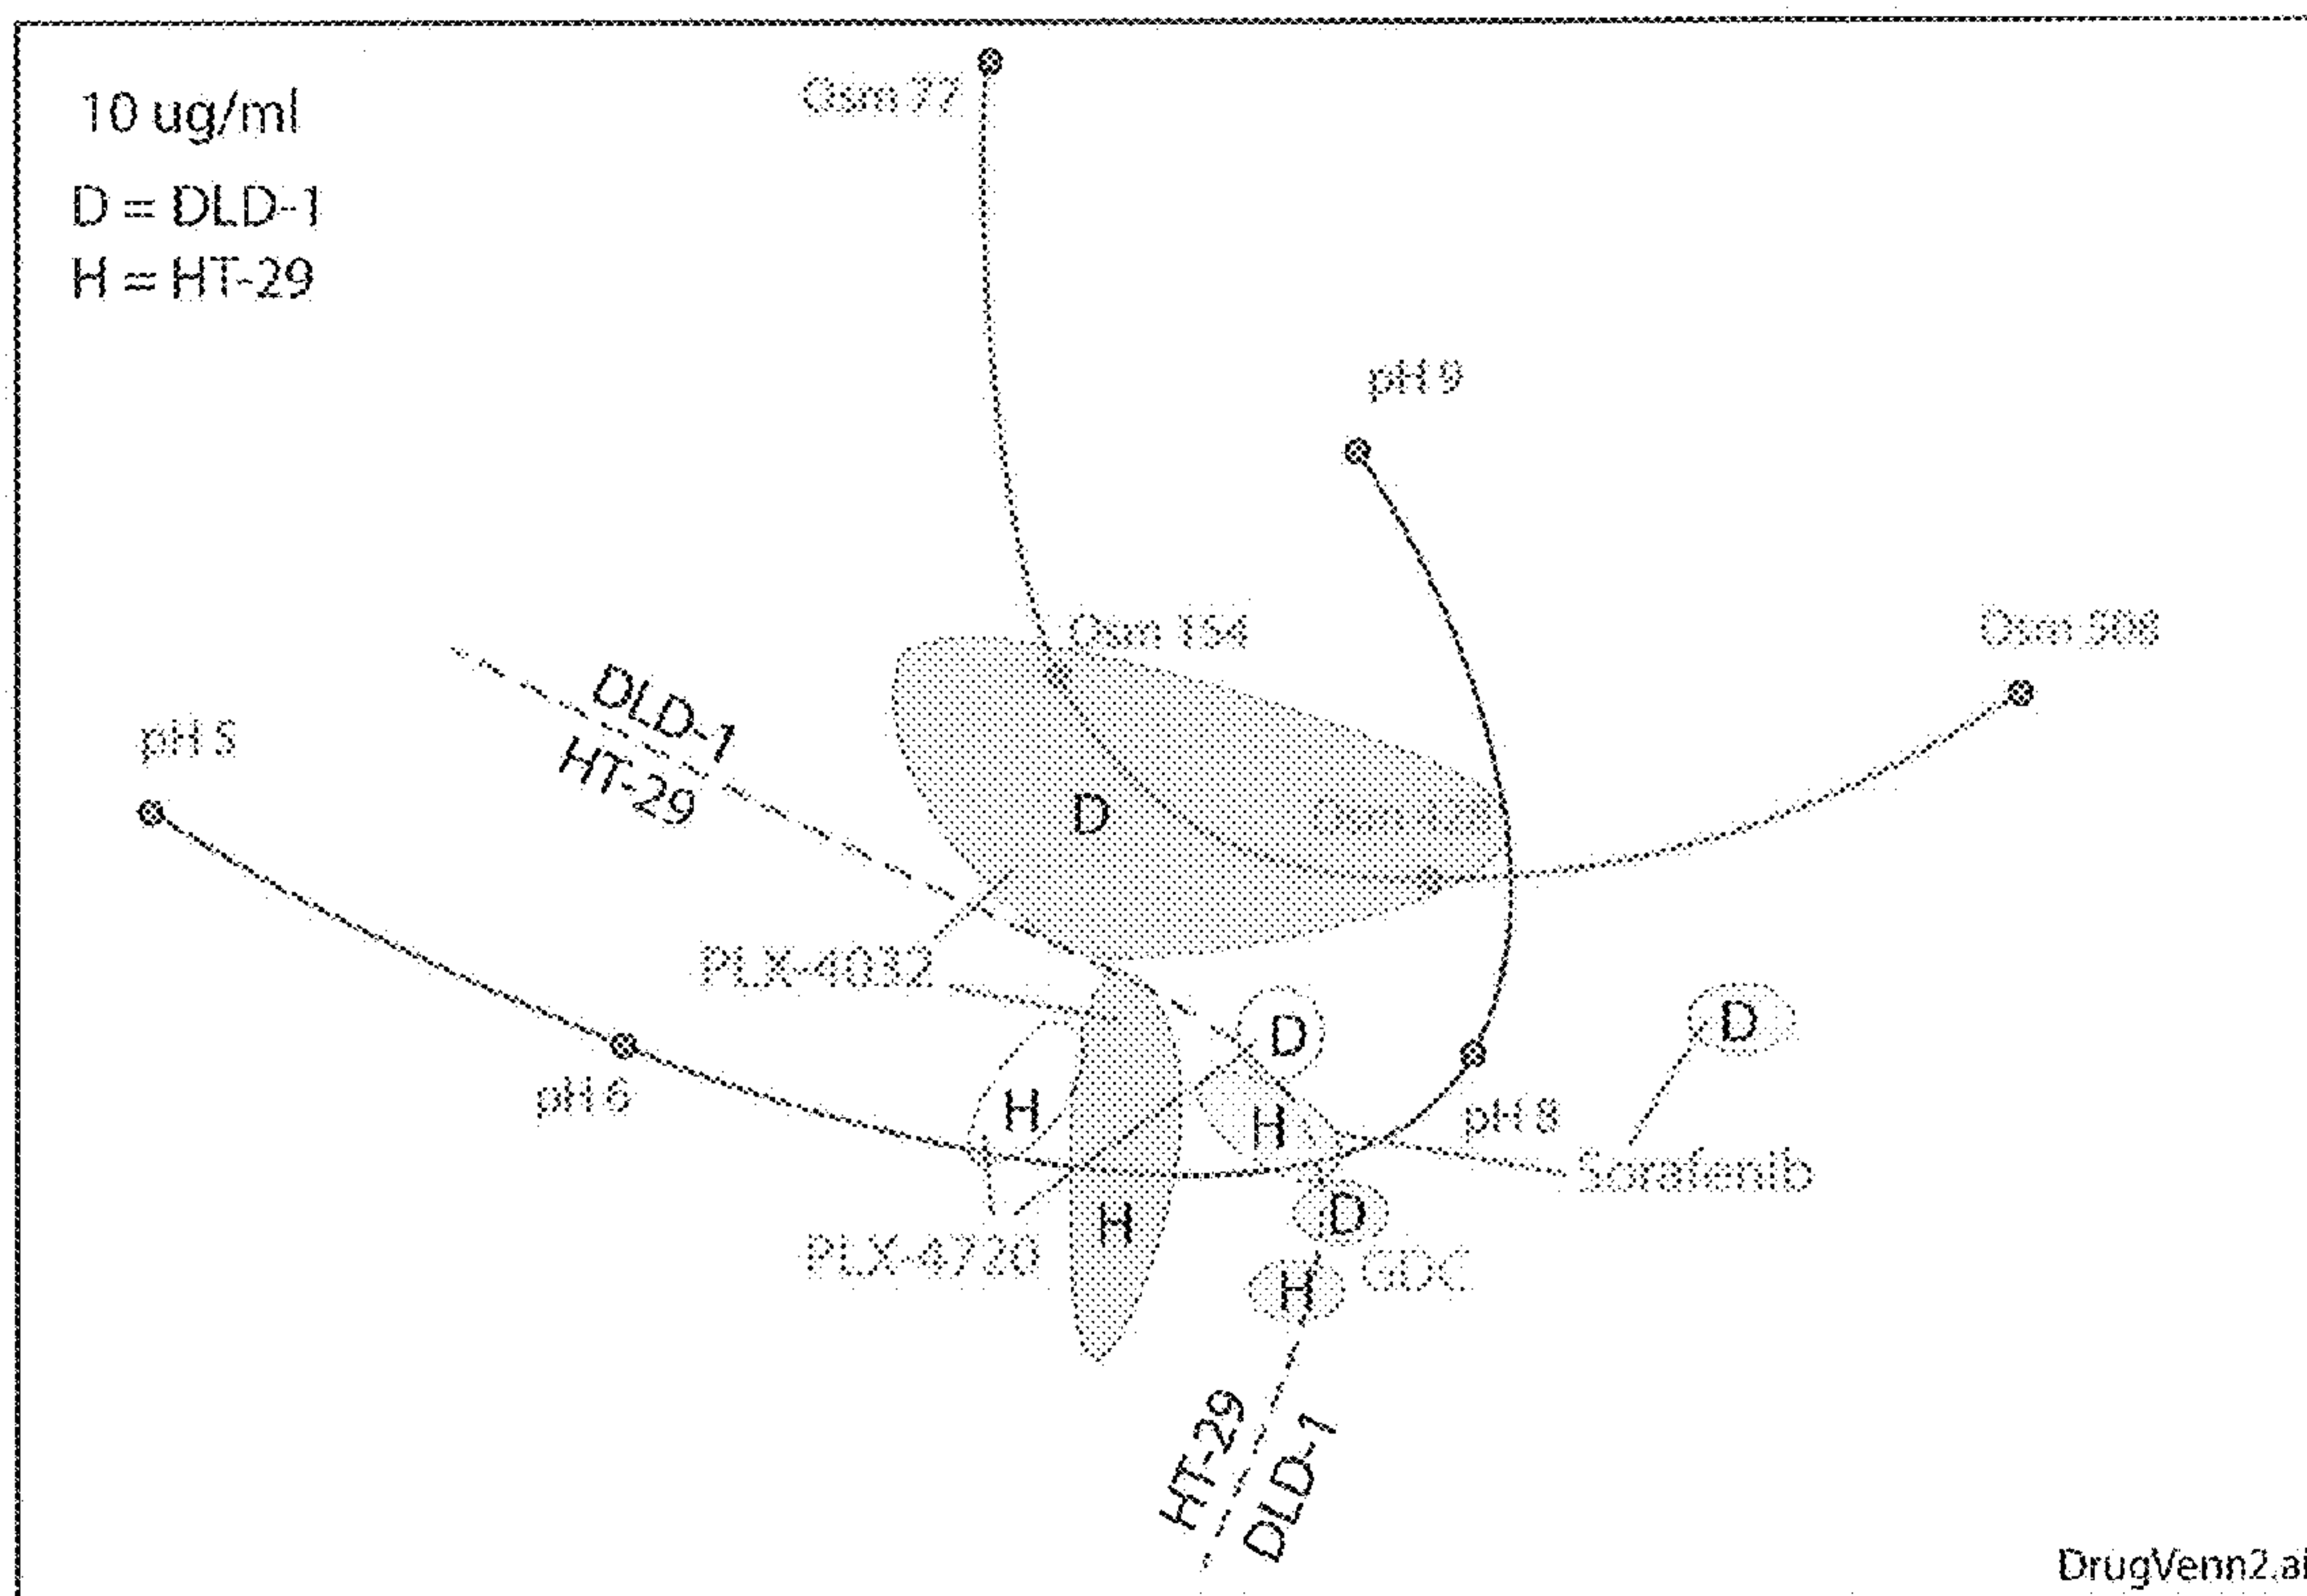 10 ug/ml
D = DLD-1
H = HT-29
Osm 77
pH 9
Osm 154
Osm 508
DLD-1
HT-29
pH 5
D
PLX-4032
D
D
H
H
pH 6
pH 8
Sorafenib
H
D
PLX-4720
GDC
H
HT-29
DLD-1
DrugVenn2.ai